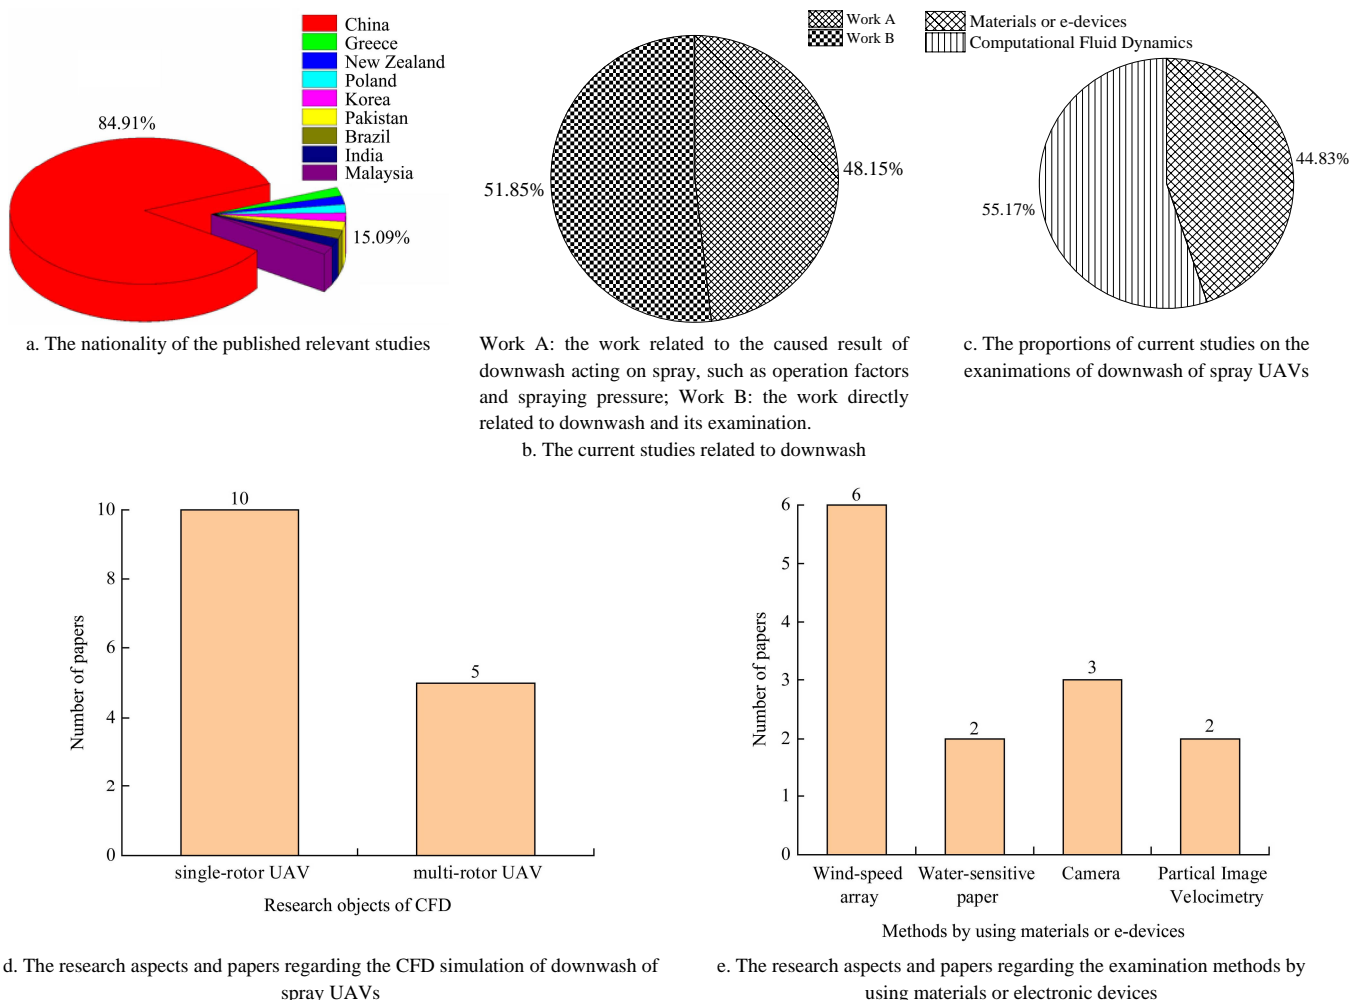 China
Greece
New Zealand
Poland
Korea
Pakistan
Brazil
India
Malaysia
84.91%
15.09%
a. The nationality of the published relevant studies
Work A
Work B
51.85%
48.15%
Work A: the work related to the caused result of
downwash acting on spray, such as operation factors
and spraying pressure; Work B: the work directly
related to downwash and its examination.
b. The current studies related to downwash
Materials or e-devices
Computational Fluid Dynamics
44.83%
55.17%
c. The proportions of current studies on the
exanimations of downwash of spray UAVs
Number of papers
10
8
6
4
2
0
10
5
single-rotor UAV
multi-rotor UAV
Research objects of CFD
d. The research aspects and papers regarding the CFD simulation of downwash of
spray UAVs
Number of papers
6
5
4
3
2
1
0
6
2
3
2
Wind-speed
array
Water-sensitive
paper
Camera
Partical Image
Velocimetry
Methods by using materials or e-devices
e. The research aspects and papers regarding the examination methods by
using materials or electronic devices